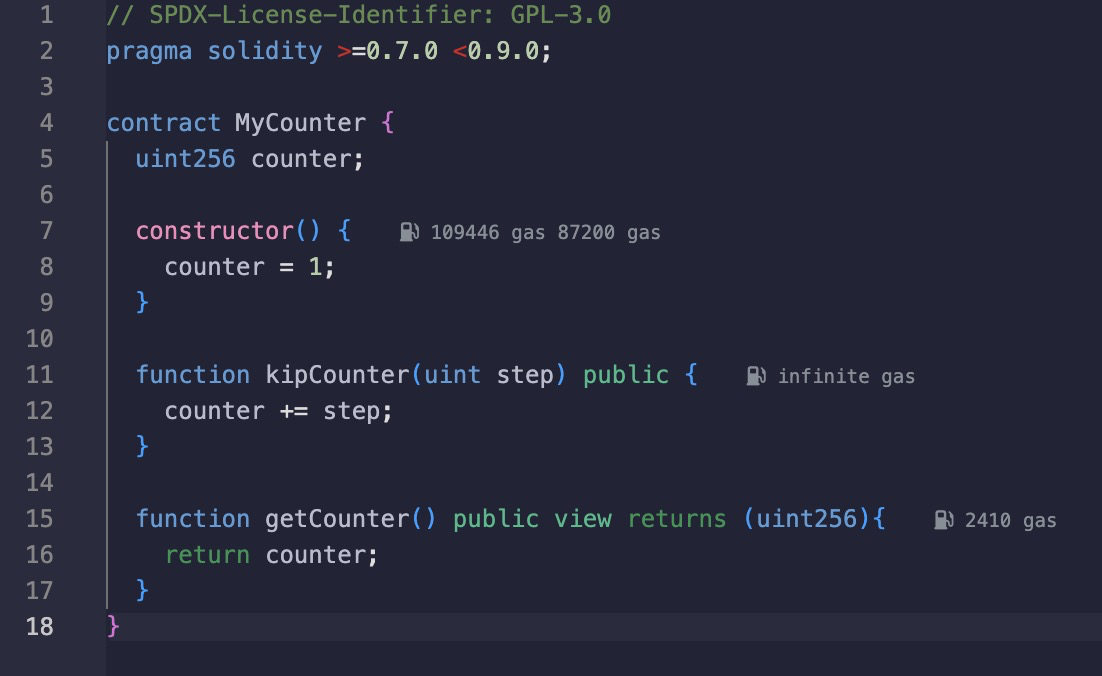 1 // SPDX-License-Identifier: GPL-3.0
2 pragma solidity >=0.7.0 <0.9.0;
3
4 contract MyCounter {
5 uint256 counter;
6
7 constructor() { 109446 gas 87200 gas
8 counter = 1;
9 }
10
11 function kipCounter(uint step) public { infinite gas
12 counter += step;
13 }
14
15 function getCounter() public view returns (uint256){ 2410 gas
16 return counter;
17 }
18 }